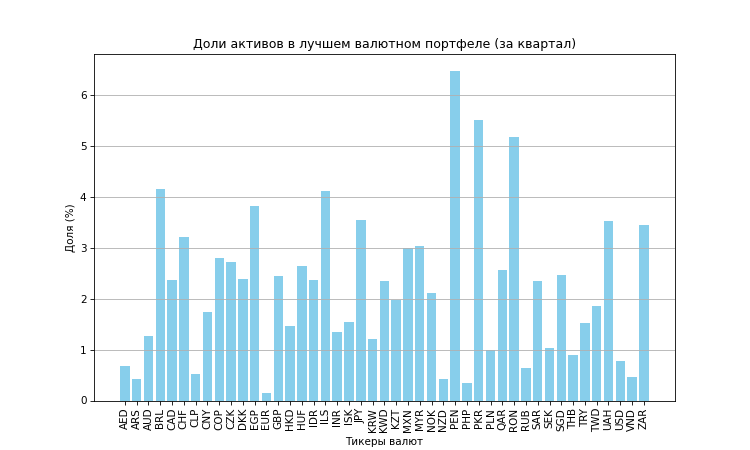 Доли активов в лучшем валютном портфеле (за квартал)
Доля (%)
6
5
4
3
2
1
0
AED ARS AUD BRL CAD CHF CLP CNY COP CZK DKK EGP EUR GBP HKD HUF IDR ILS INR ISK JPY KRW KWD KZT MXN MYR NOK NZD PEN PHP PKR PLN QAR RON RUB SAR SEK SGD THB TRY TWD UAH USD VND ZAR
Тикеры валют